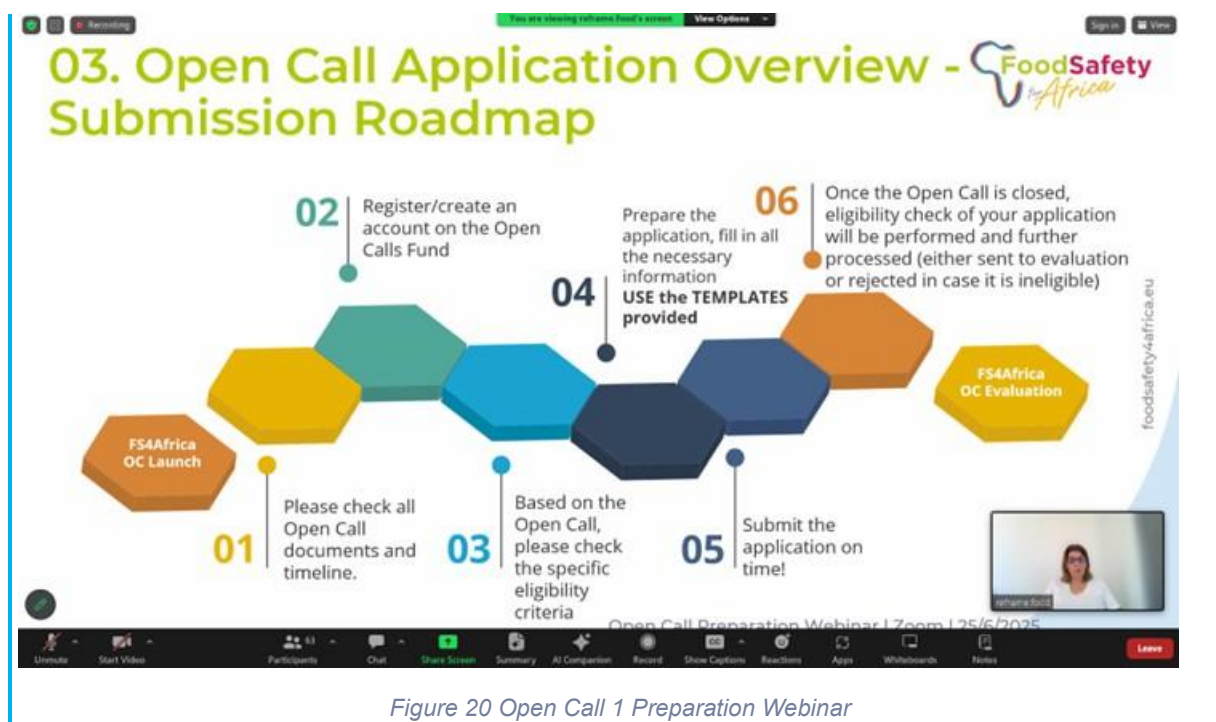 Recording
You are viewing reframe.food's screen
View Options
Sign in
View
03. Open Call Application Overview -
Submission Roadmap
FoodSafety
for Africa
02
Register/create an
account on the Open
Calls Fund
04
Prepare the
application, fill in all
the necessary
information
USE the TEMPLATES
provided
06
Once the Open Call is closed,
eligibility check of your application
will be performed and further
processed (either sent to evaluation
or rejected in case it is ineligible)
foodsafety4africa.eu
FS4Africa
OC Launch
FS4Africa
OC Evaluation
01
Please check all
Open Call
documents and
timeline.
03
Based on the
Open Call,
please check
the specific
eligibility
criteria
05
Submit the
application on
time!
reframe.food
Open Call Preparation Webinar | Zoom | 25/6/2025
Unmute
Start Video
Participants
63
Chat
Share Screen
Summary
AI Companion
Record
CC
Show Captions
Reactions
Apps
Whiteboards
Notes
Leave
Figure 20 Open Call 1 Preparation Webinar